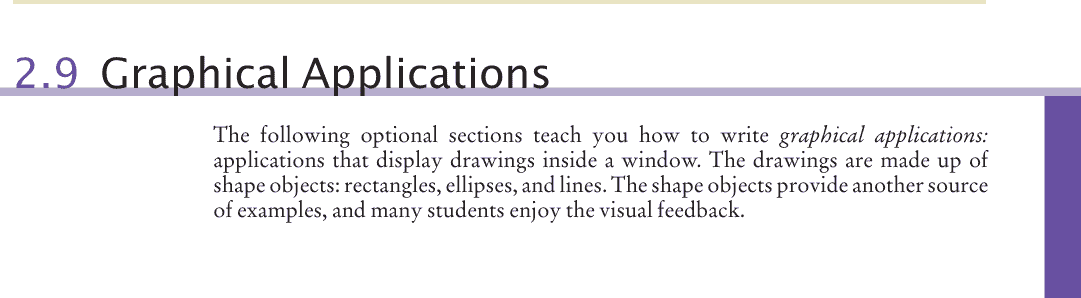 2.9 Graphical Applications
The following optional sections teach you how to write graphical applications:
applications that display drawings inside a window. The drawings are made up of
shape objects: rectangles, ellipses, and lines. The shape objects provide another source
of examples, and many students enjoy the visual feedback.